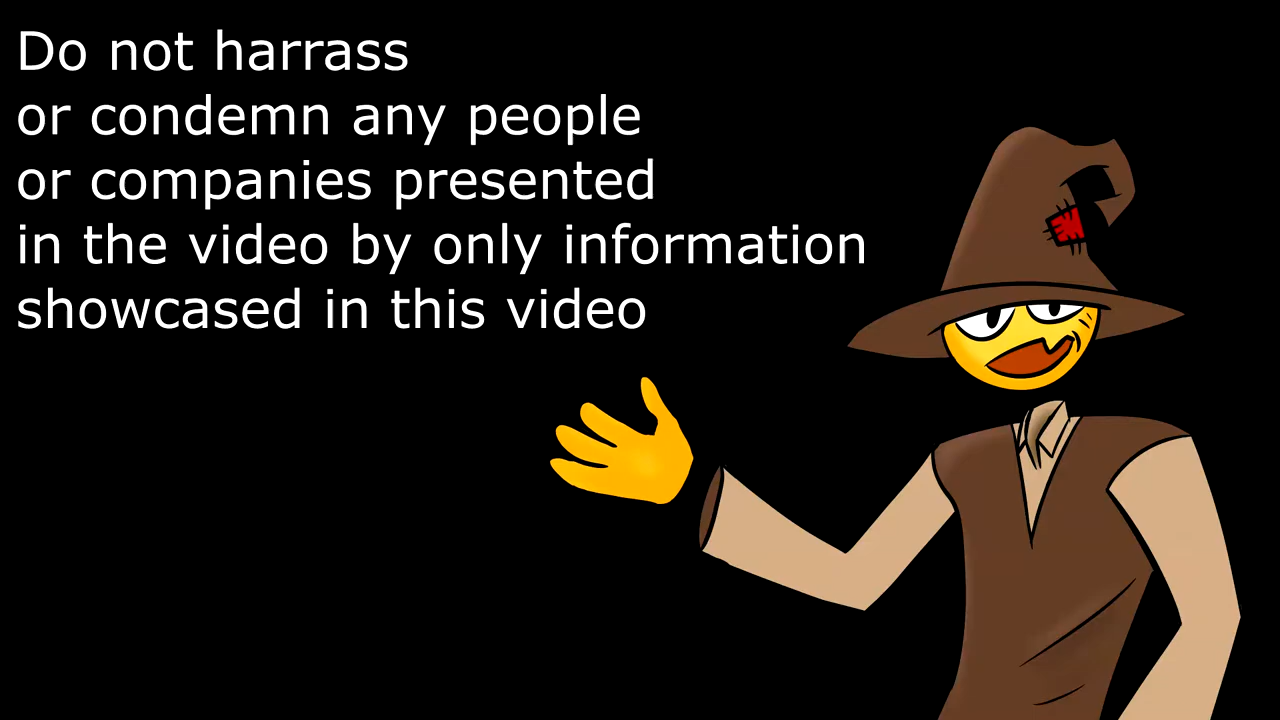 Do not harrass
or condemn any people
or companies presented
in the video by only information
showcased in this video